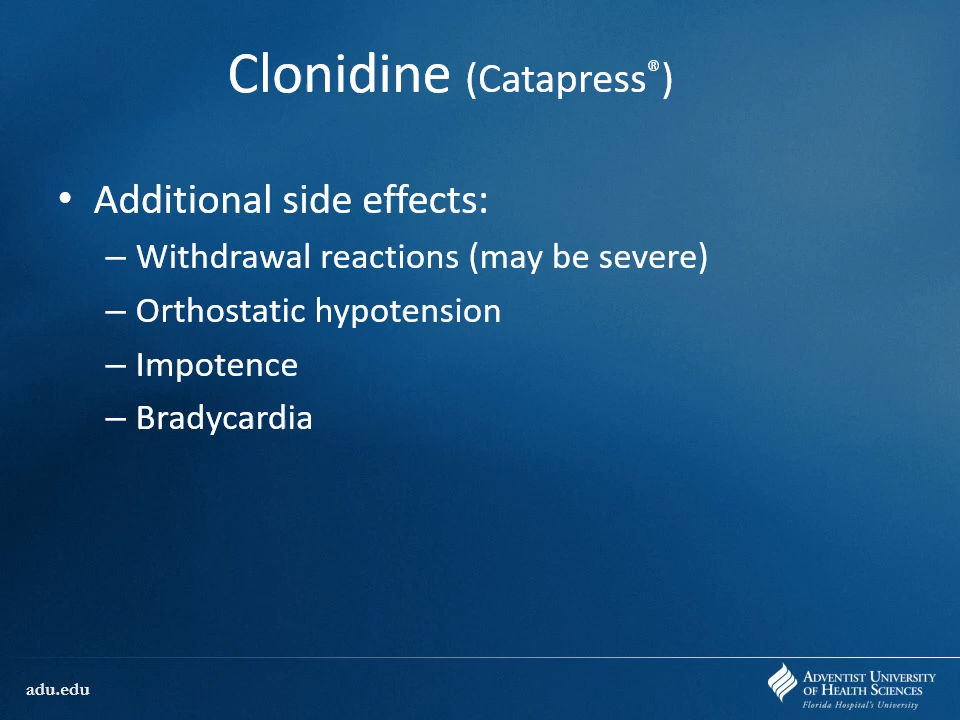 Clonidine (Catapress®)
• Additional side effects:
– Withdrawal reactions (may be severe)
– Orthostatic hypotension
– Impotence
– Bradycardia
adu.edu
ADVENTIST UNIVERSITY
OF HEALTH SCIENCES
Florida Hospital's University